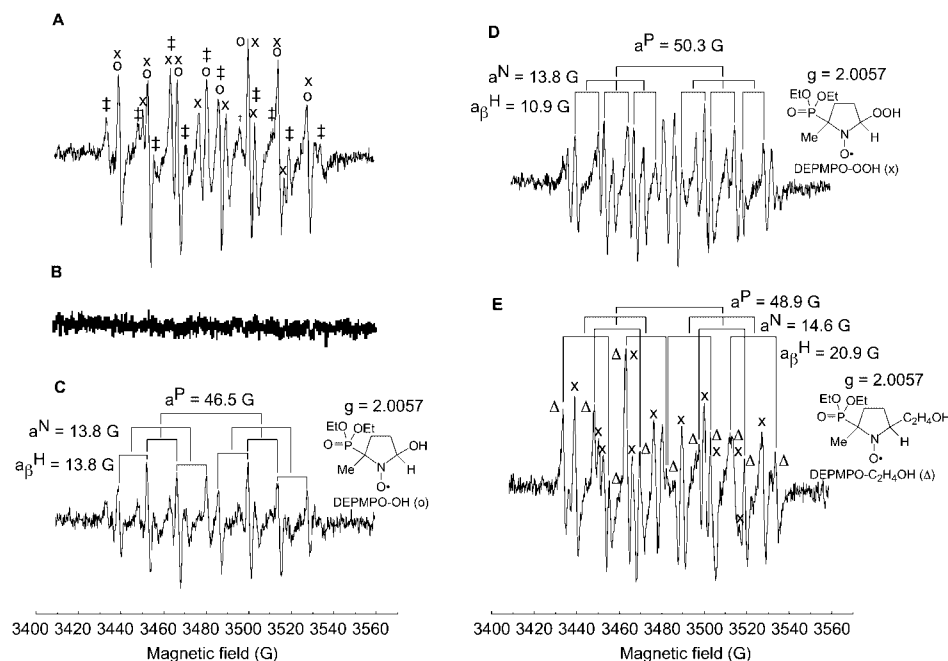 A
‡ x o ‡ x x o ‡ ‡ x x o ‡ x ‡ o ‡ o x o x ‡ x ‡ x o x ‡ x o ‡
B
C
aᴾ = 46.5 G
g = 2.0057
aᴺ = 13.8 G
aᵦᴴ = 13.8 G
EtO OEt
O=P
OH
Me
N
H
O•
DEPMPO-OH (o)
3400 3420 3440 3460 3480 3500 3520 3540 3560
Magnetic field (G)
D
aᴾ = 50.3 G
g = 2.0057
aᴺ = 13.8 G
aᵦᴴ = 10.9 G
EtO OEt
O=P
OOH
Me
N
H
O•
DEPMPO-OOH (x)
E
aᴾ = 48.9 G
aᴺ = 14.6 G
aᵦᴴ = 20.9 G
g = 2.0057
Δ x Δ x x Δ Δ x x Δ x Δ x Δ x Δ x Δ x x Δ x Δ
EtO OEt
O=P
C₂H₄OH
Me
N
H
O•
DEPMPO-C₂H₄OH (Δ)
3400 3420 3440 3460 3480 3500 3520 3540 3560
Magnetic field (G)